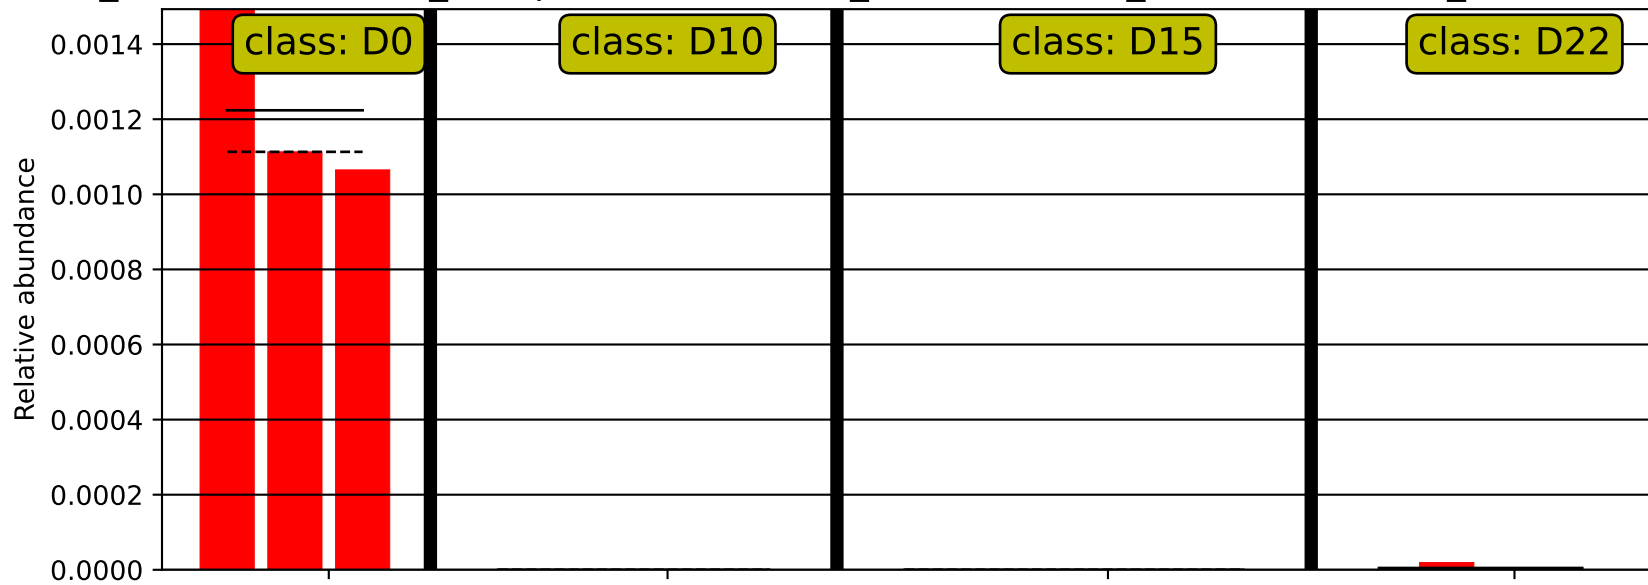 class: D0
class: D10
class: D15
class: D22
0.0014
0.0012
0.0010
0.0008
0.0006
0.0004
0.0002
0.0000
Relative abundance